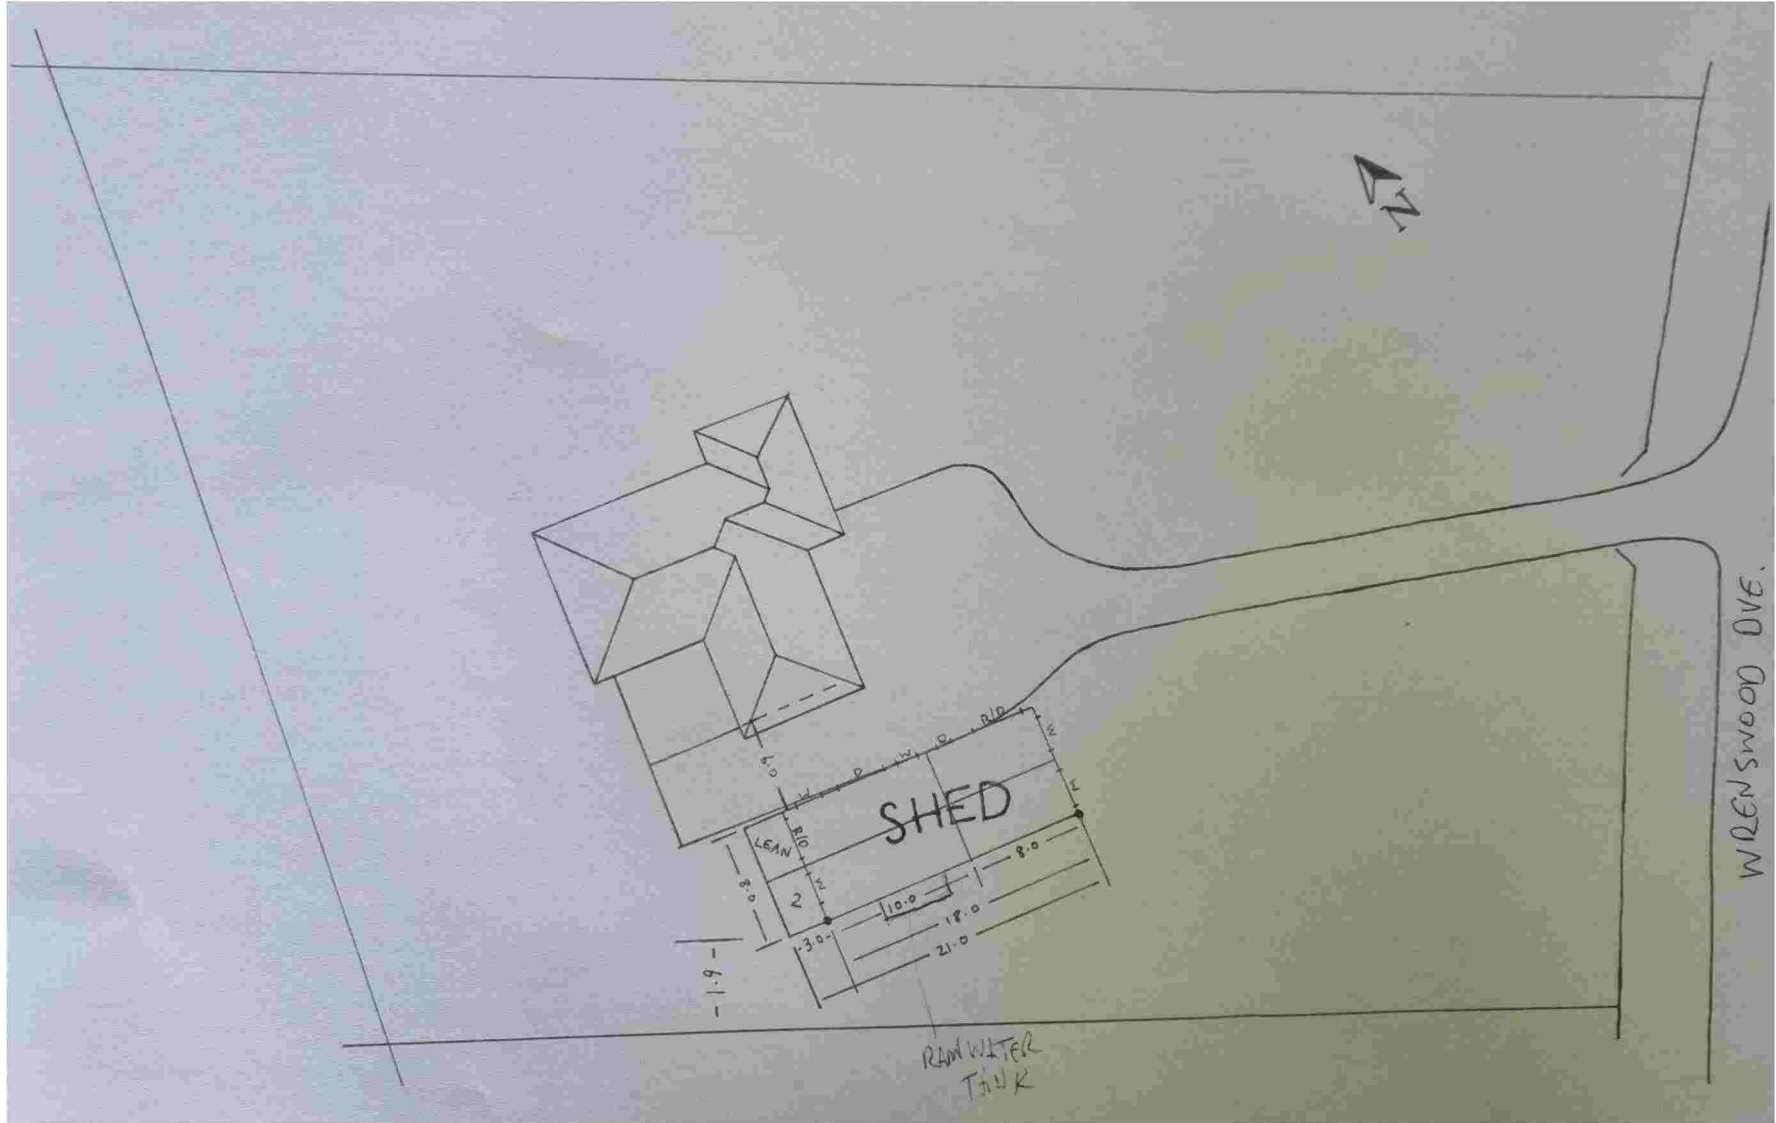 N
WRENSWOOD DVE.
6.0
W
D
W
D
R/D
W
W
LEAN
2
R/D
W
SHED
8.0
3.0
10.0
8.0
18.0
21.0
-1.9-
RAINWATER
TANK